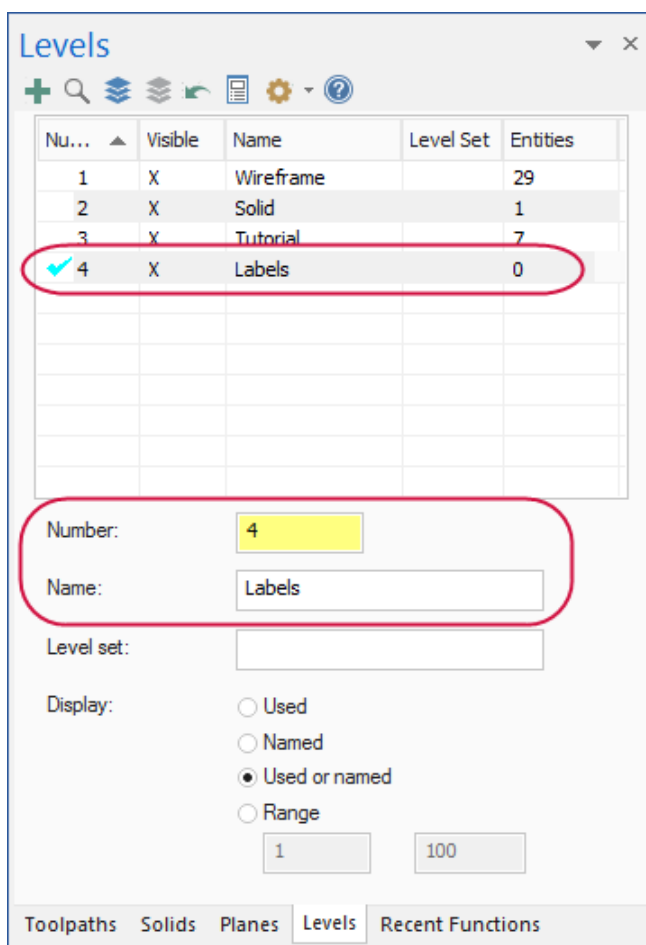 Levels
Nu... Visible Name Level Set Entities
1 X Wireframe 29
2 X Solid 1
3 X Tutorial 7
4 X Labels 0
Number: 4
Name: Labels
Level set:
Display: Used
Named
Used or named
Range
1 100
Toolpaths Solids Planes Levels Recent Functions